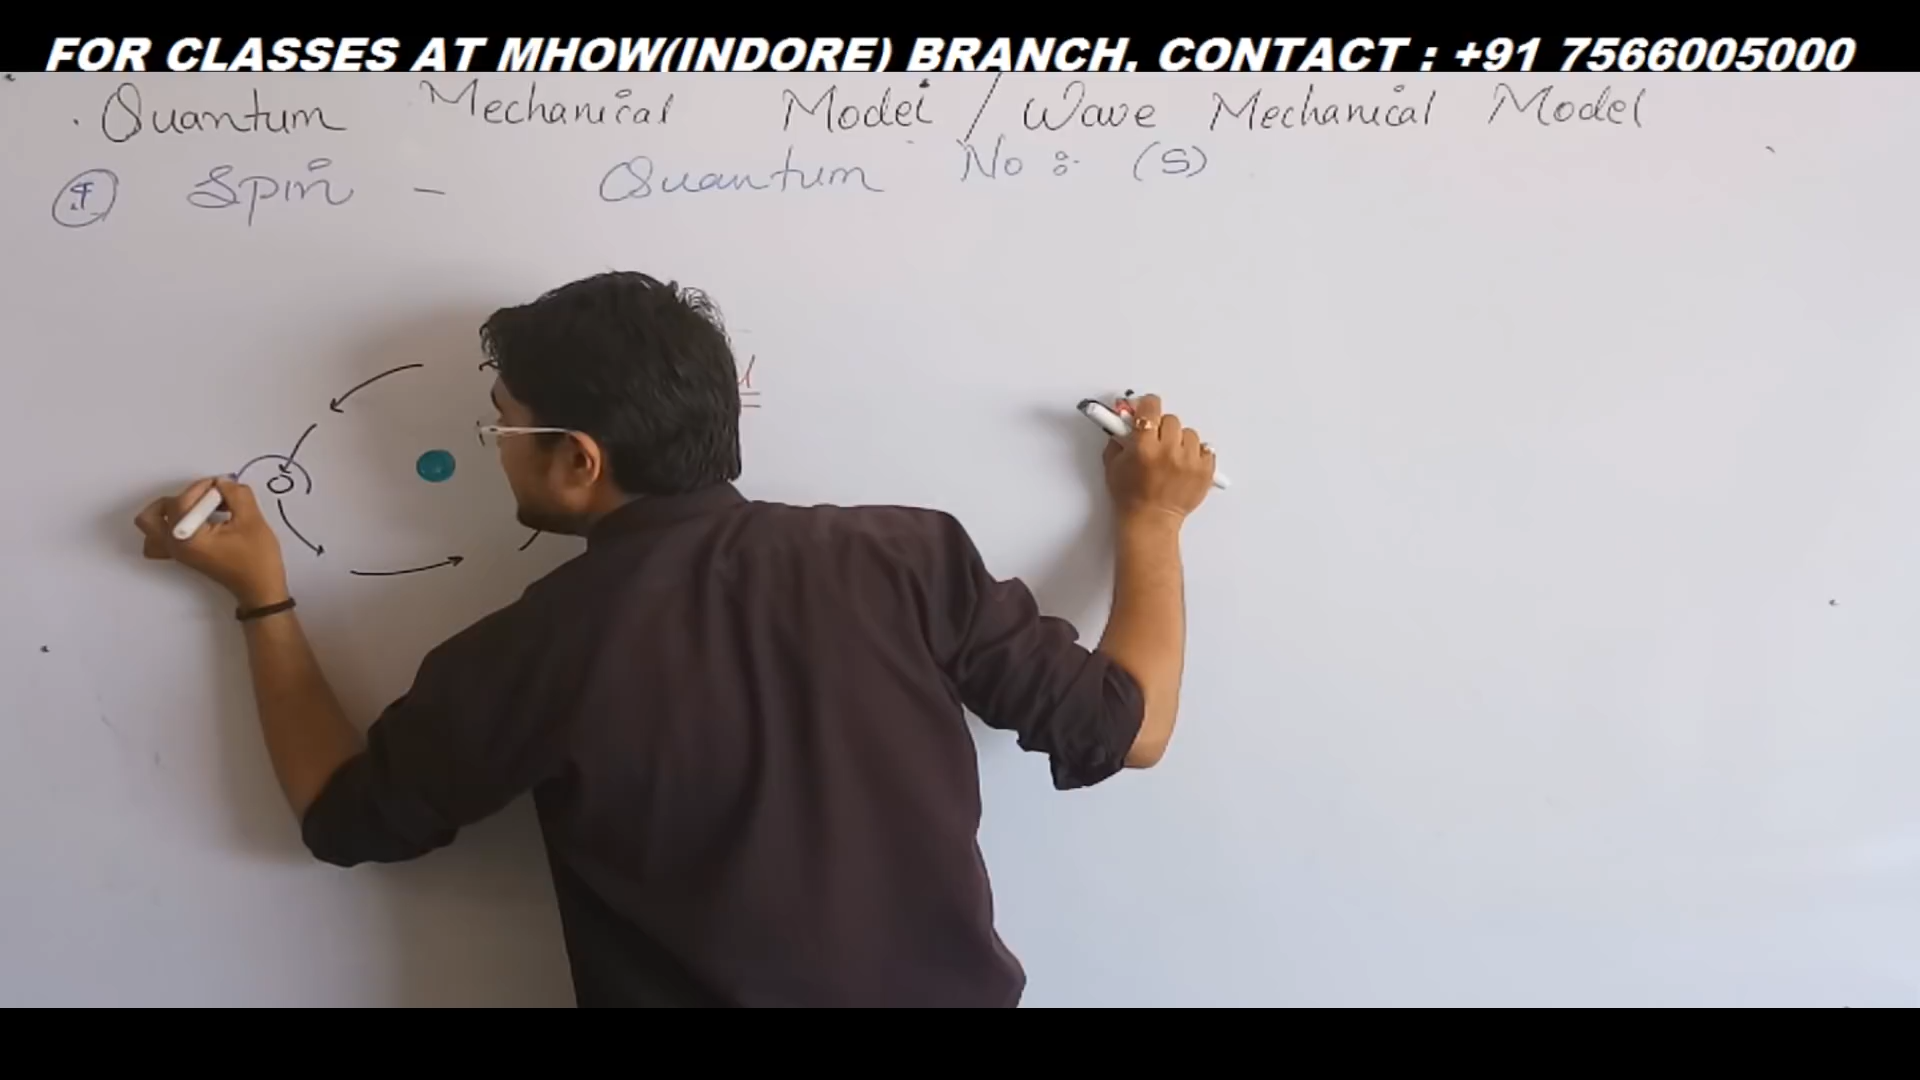 FOR CLASSES AT MHOW(INDORE) BRANCH, CONTACT : +91 7566005000
Quantum Mechanical Model / Wave Mechanical Model
Spin - Quantum No :- (S)